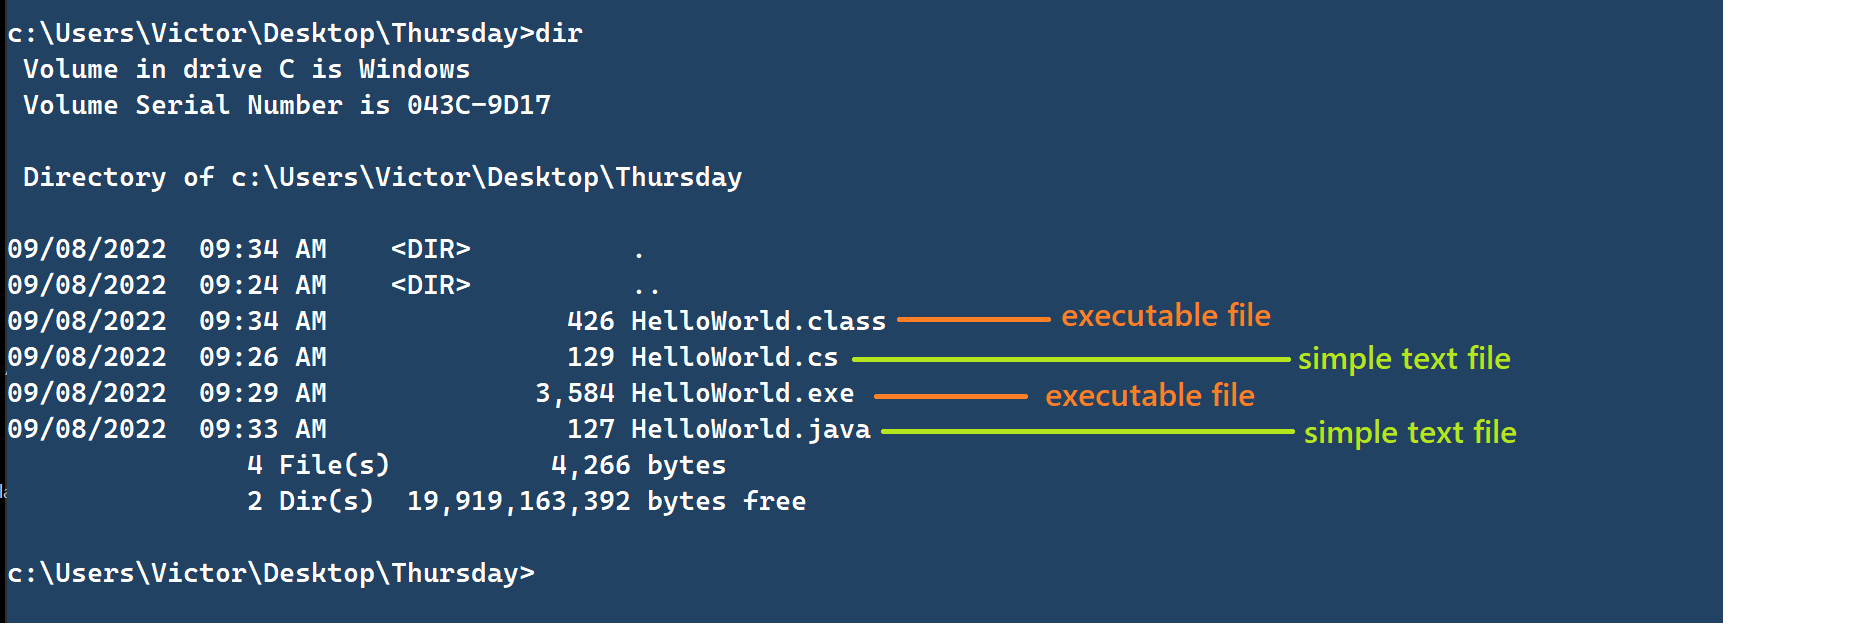 c:\Users\Victor\Desktop\Thursday>dir
Volume in drive C is Windows
Volume Serial Number is 043C-9D17
Directory of c:\Users\Victor\Desktop\Thursday
09/08/2022  09:34 AM    <DIR>          .
09/08/2022  09:24 AM    <DIR>          ..
09/08/2022  09:34 AM               426 HelloWorld.class executable file
09/08/2022  09:26 AM               129 HelloWorld.cs simple text file
09/08/2022  09:29 AM             3,584 HelloWorld.exe executable file
09/08/2022  09:33 AM               127 HelloWorld.java simple text file
4 File(s)          4,266 bytes
2 Dir(s)  19,919,163,392 bytes free
c:\Users\Victor\Desktop\Thursday>